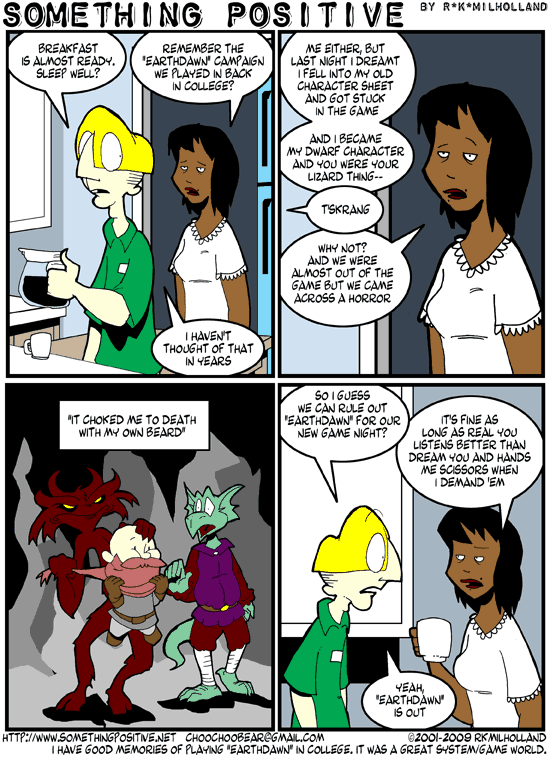 SOMETHING POSITIVE BY R*K*MILHOLLAND
BREAKFAST
IS ALMOST READY.
SLEEP WELL?
REMEMBER THE
"EARTHDAWN" CAMPAIGN
WE PLAYED IN BACK
IN COLLEGE?
I HAVEN'T
THOUGHT OF THAT
IN YEARS
ME EITHER, BUT
LAST NIGHT I DREAMT
I FELL INTO MY OLD
CHARACTER SHEET
AND GOT STUCK
IN THE GAME
AND I BECAME
MY DWARF CHARACTER
AND YOU WERE YOUR
LIZARD THING--
T'SKRANG
WHY NOT?
AND WE WERE
ALMOST OUT OF THE
GAME BUT WE CAME
ACROSS A HORROR
"IT CHOKED ME TO DEATH
WITH MY OWN BEARD"
SO I GUESS
WE CAN RULE OUT
"EARTHDAWN" FOR OUR
NEW GAME NIGHT?
IT'S FINE AS
LONG AS REAL YOU
LISTENS BETTER THAN
DREAM YOU AND HANDS
ME SCISSORS WHEN
I DEMAND 'EM
YEAH,
"EARTHDAWN"
IS OUT
HTTP://WWW.SOMETHINGPOSITIVE.NET CHOOCHOOBEAR@GMAIL.COM ©2001-2009 RKMILHOLLAND
I HAVE GOOD MEMORIES OF PLAYING "EARTHDAWN" IN COLLEGE. IT WAS A GREAT SYSTEM/GAME WORLD.